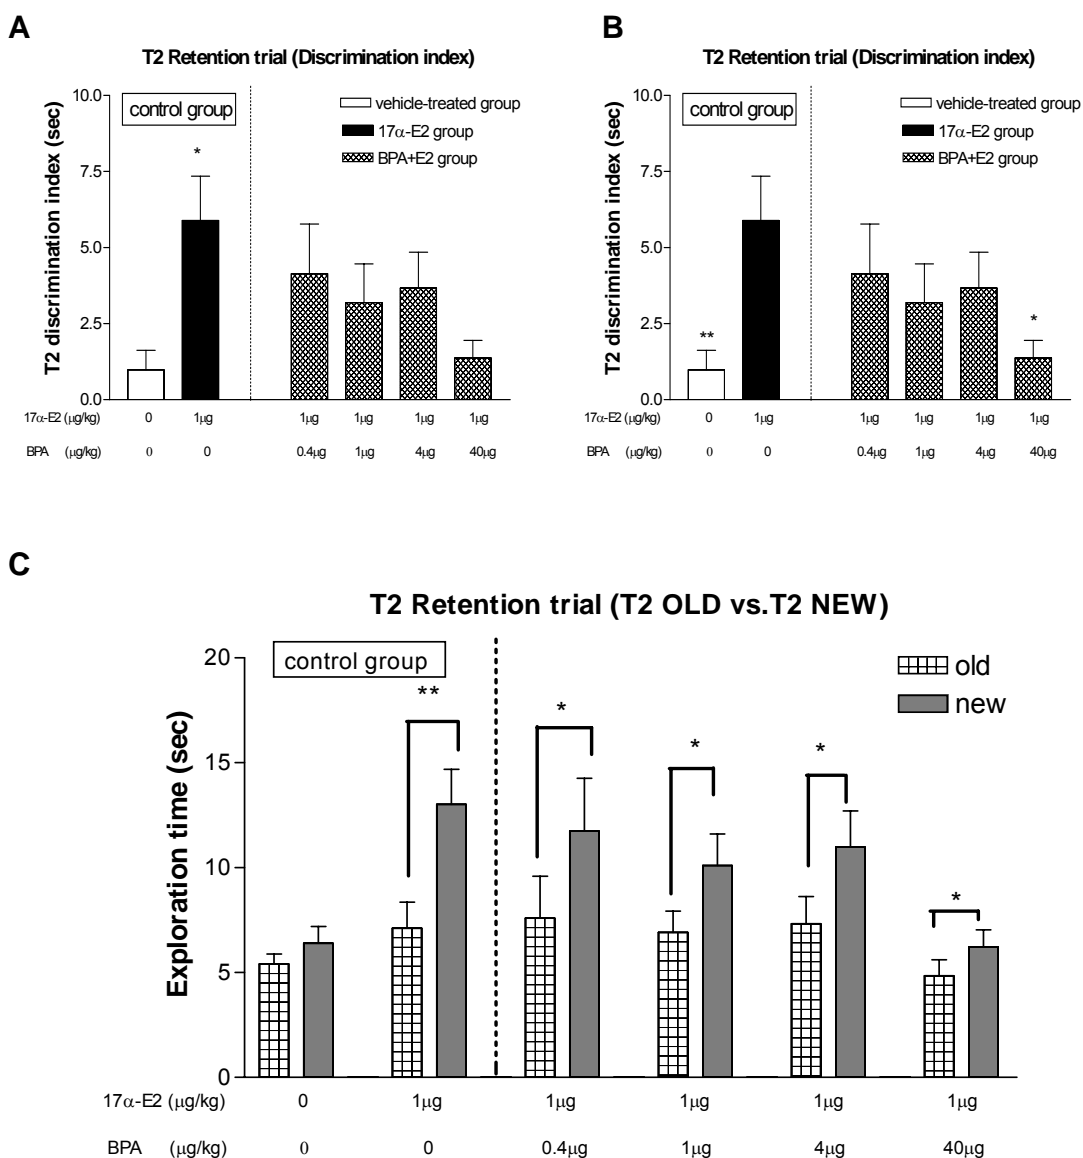 A
T2 Retention trial (Discrimination index)
T2 discrimination index (sec)
10.0
7.5
5.0
2.5
0.0
control group
vehicle-treated group
17α-E2 group
BPA+E2 group
*
17α-E2 (μg/kg) 0 1μg 1μg 1μg 1μg 1μg
BPA (μg/kg) 0 0 0.4μg 1μg 4μg 40μg
B
T2 Retention trial (Discrimination index)
T2 discrimination index (sec)
10.0
7.5
5.0
2.5
0.0
control group
vehicle-treated group
17α-E2 group
BPA+E2 group
**
*
17α-E2 (μg/kg) 0 1μg 1μg 1μg 1μg 1μg
BPA (μg/kg) 0 0 0.4μg 1μg 4μg 40μg
C
T2 Retention trial (T2 OLD vs.T2 NEW)
Exploration time (sec)
20
15
10
5
0
control group
old
new
**
*
*
*
*
17α-E2 (μg/kg) 0 1μg 1μg 1μg 1μg 1μg
BPA (μg/kg) 0 0 0.4μg 1μg 4μg 40μg